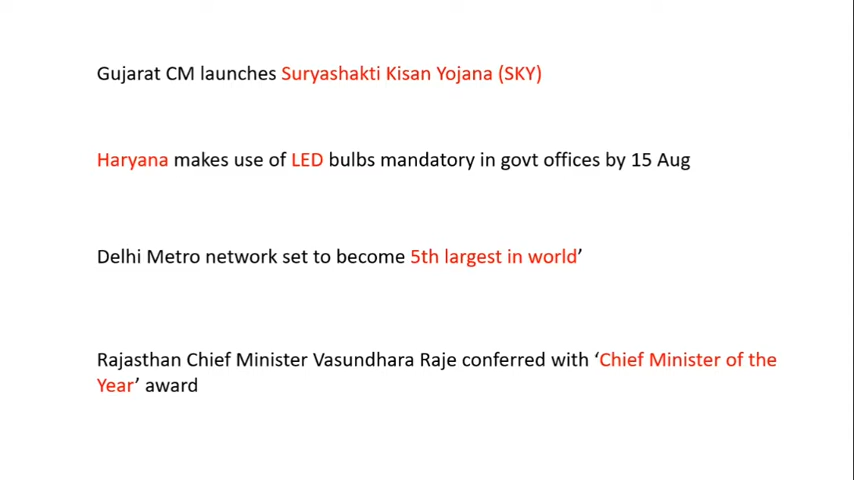 Gujarat CM launches Suryashakti Kisan Yojana (SKY)
Haryana makes use of LED bulbs mandatory in govt offices by 15 Aug
Delhi Metro network set to become 5th largest in world’
Rajasthan Chief Minister Vasundhara Raje conferred with ‘Chief Minister of the
Year’ award